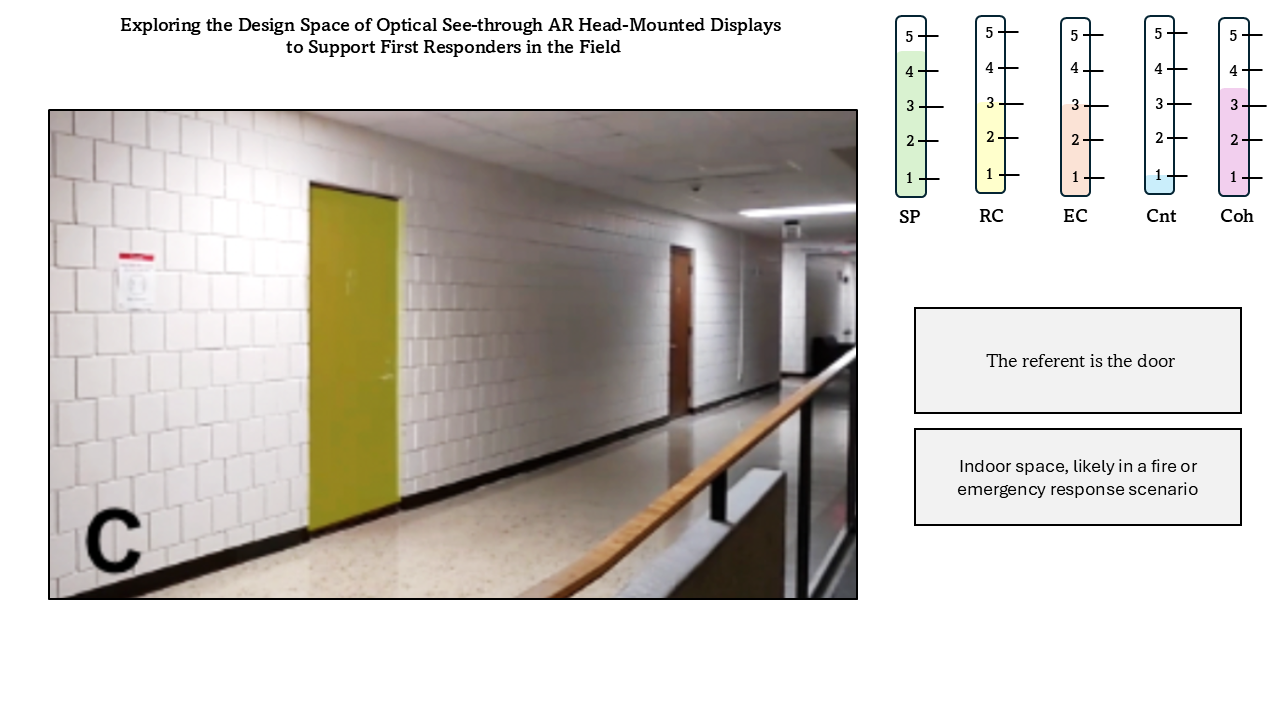 Exploring the Design Space of Optical See-through AR Head-Mounted Displays
to Support First Responders in the Field
5
4
3
2
1
SP
5
4
3
2
1
RC
5
4
3
2
1
EC
5
4
3
2
1
Cnt
5
4
3
2
1
Coh
The referent is the door
Indoor space, likely in a fire or
emergency response scenario
C